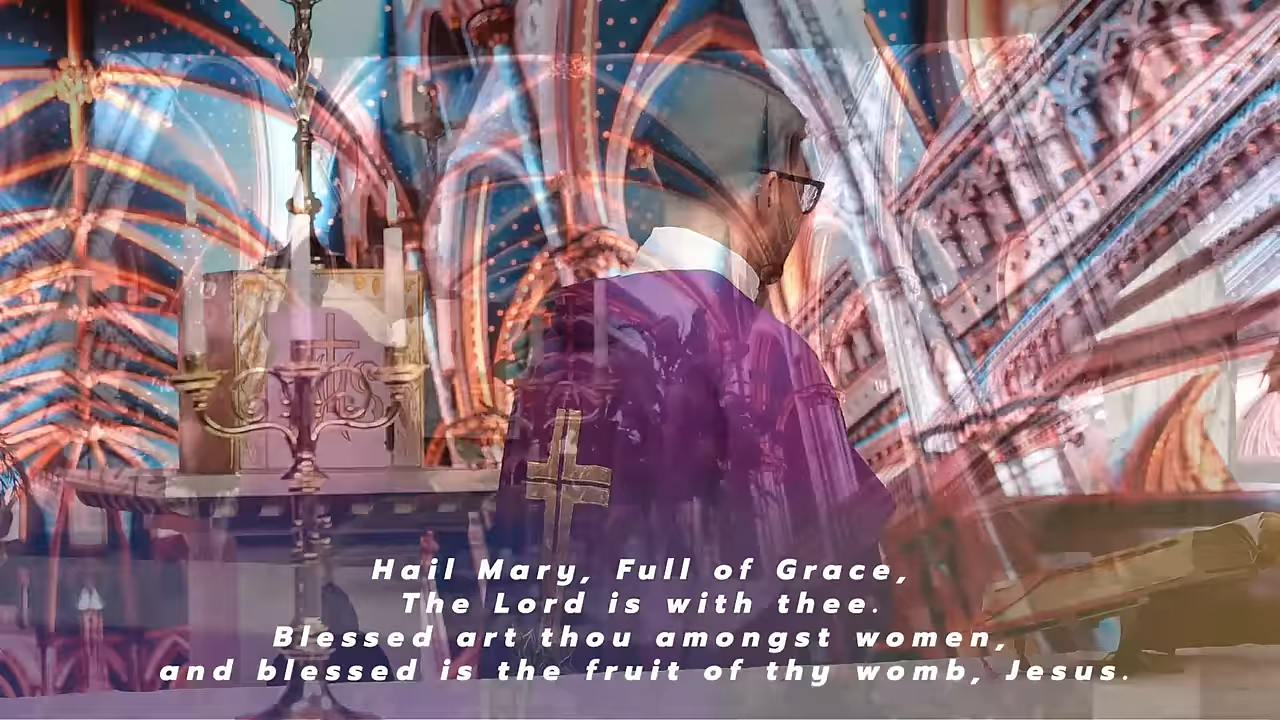 Hail Mary, Full of Grace,
The Lord is with thee.
Blessed art thou amongst women,
and blessed is the fruit of thy womb, Jesus.